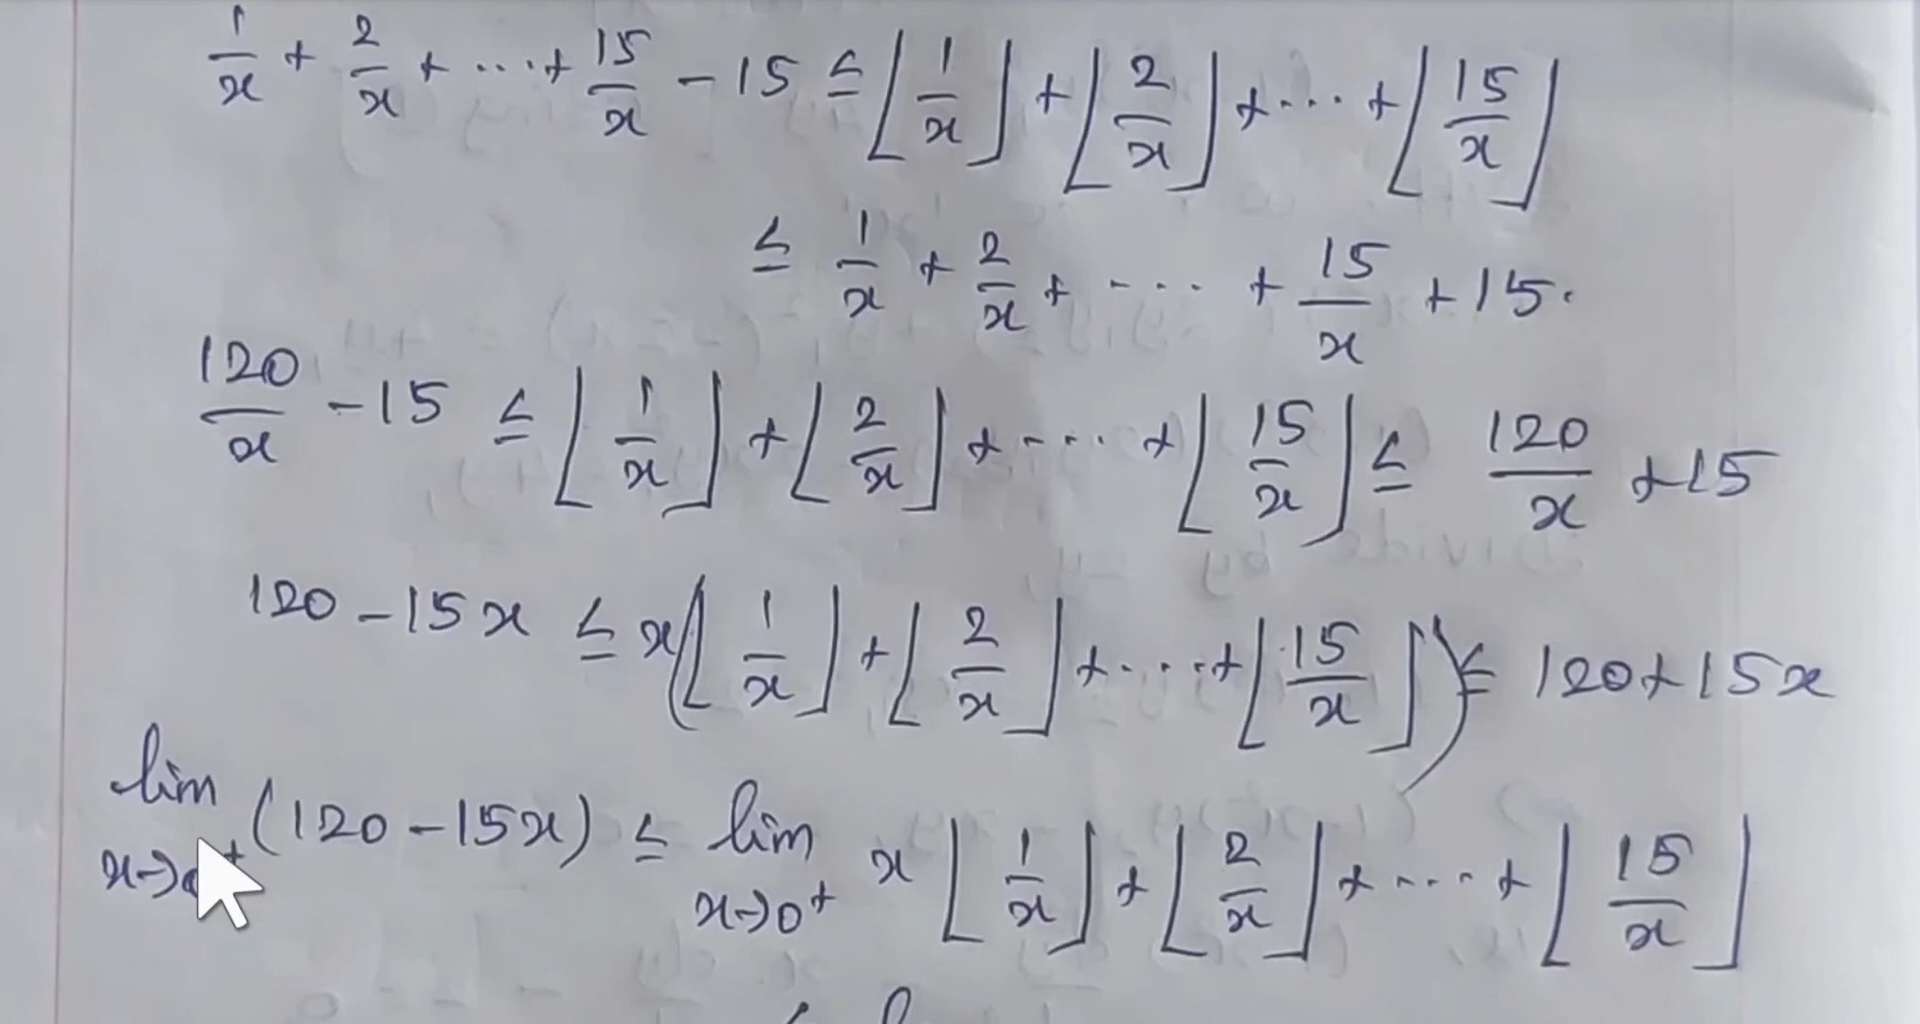 1/x + 2/x + ... + 15/x - 15 ≤ ⌊1/x⌋ + ⌊2/x⌋ + ... + ⌊15/x⌋
≤ 1/x + 2/x + .... + 15/x + 15.
120/x - 15 ≤ ⌊1/x⌋ + ⌊2/x⌋ + .... + ⌊15/x⌋ ≤ 120/x + 15
120 - 15x ≤ x(⌊1/x⌋ + ⌊2/x⌋ + .... + ⌊15/x⌋) ≤ 120 + 15x
lim x→0⁺ (120 - 15x) ≤ lim x→0⁺ x⌊1/x⌋ + ⌊2/x⌋ + .... + ⌊15/x⌋